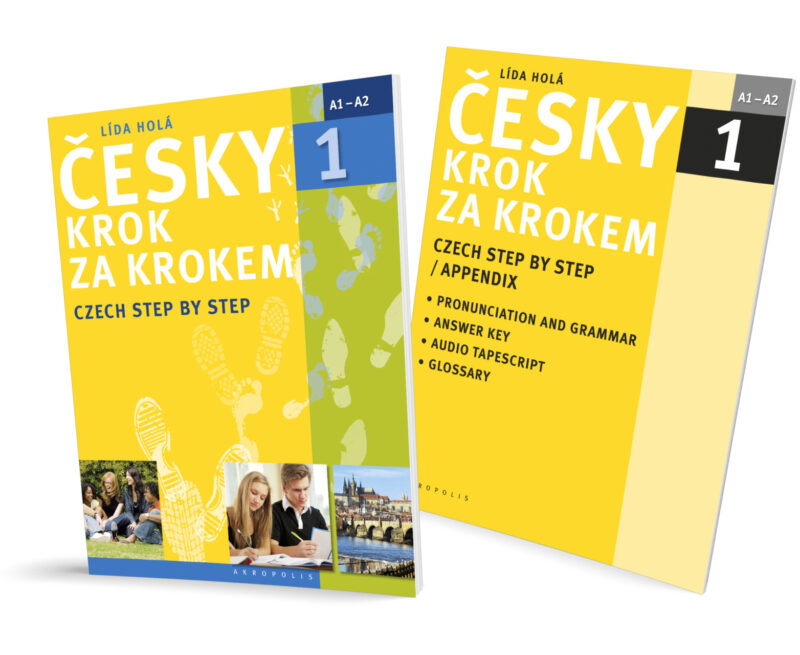 LÍDA HOLÁ
A1 – A2
1
ČESKY
KROK
ZA KROKEM
CZECH STEP BY STEP
AKROPOLIS
LÍDA HOLÁ
A1 – A2
1
ČESKY
KROK
ZA KROKEM
CZECH STEP BY STEP
/ APPENDIX
• PRONUNCIATION AND GRAMMAR
• ANSWER KEY
• AUDIO TAPESCRIPT
• GLOSSARY
ROPOLIS